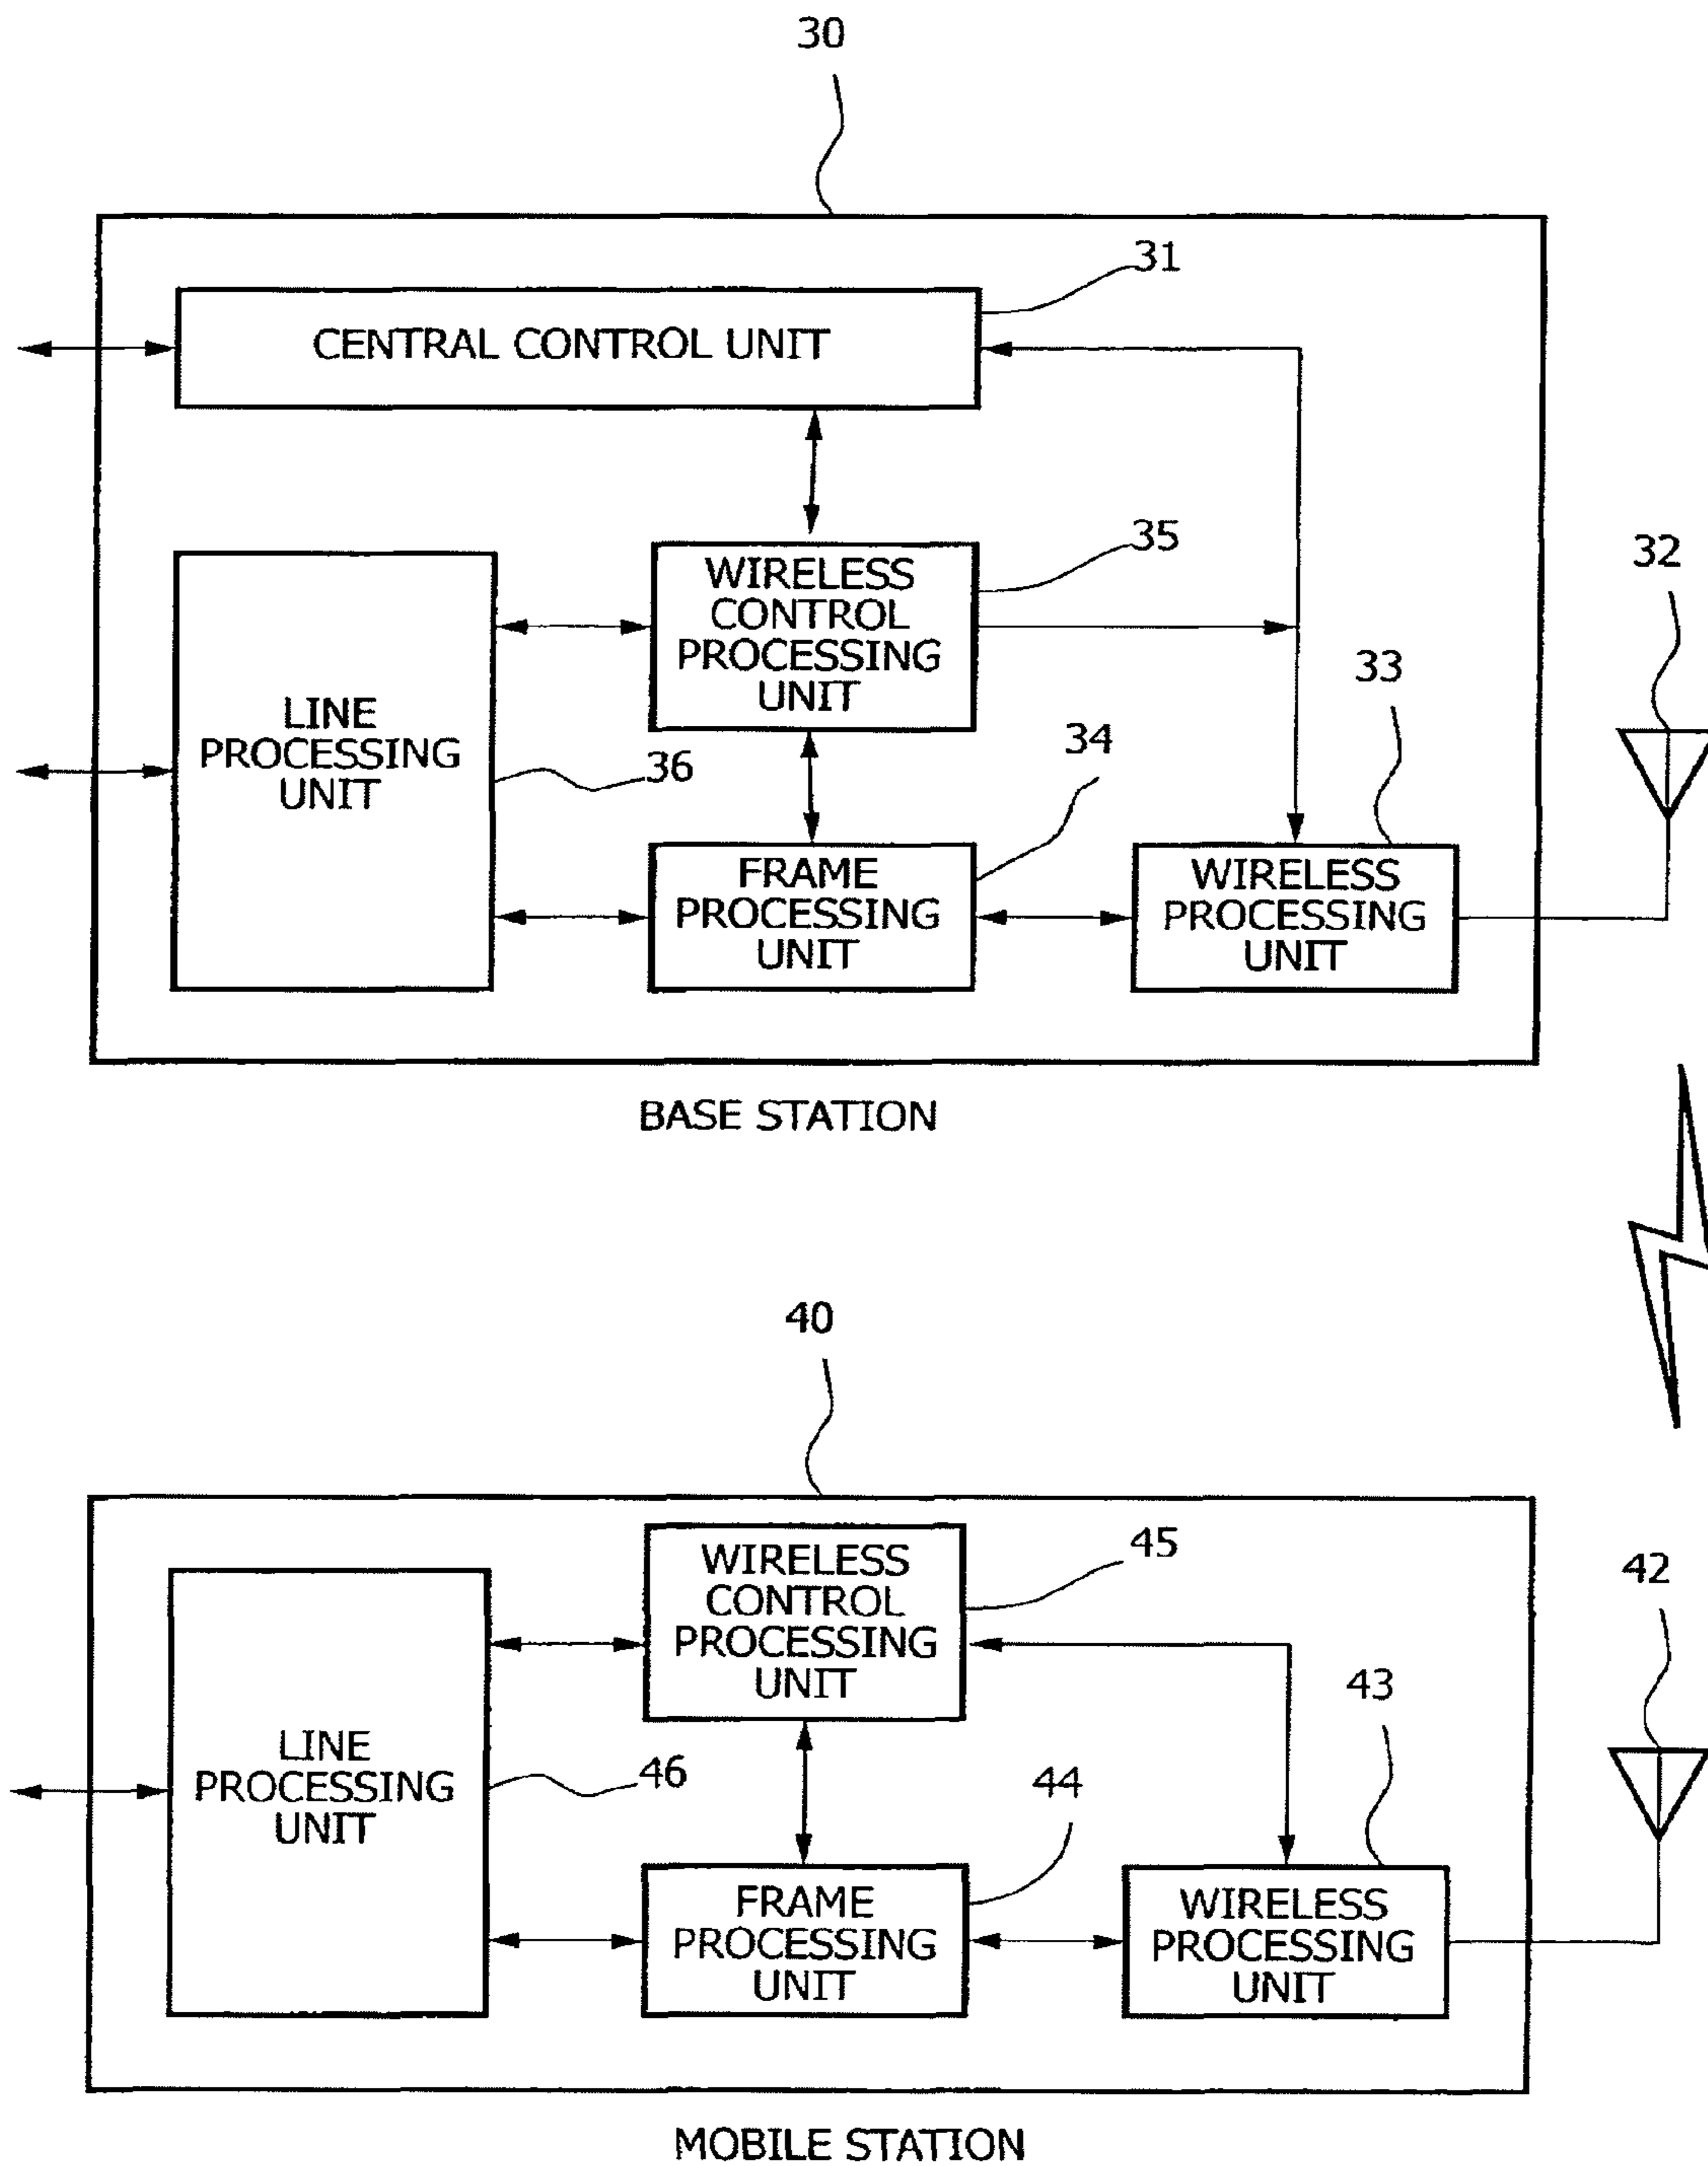 30
31
CENTRAL CONTROL UNIT
35
32
WIRELESS
CONTROL
PROCESSING
UNIT
33
LINE
PROCESSING
UNIT
36
34
FRAME
PROCESSING
UNIT
WIRELESS
PROCESSING
UNIT
BASE STATION
40
45
42
WIRELESS
CONTROL
PROCESSING
UNIT
43
LINE
PROCESSING
UNIT
46
44
FRAME
PROCESSING
UNIT
WIRELESS
PROCESSING
UNIT
MOBILE STATION